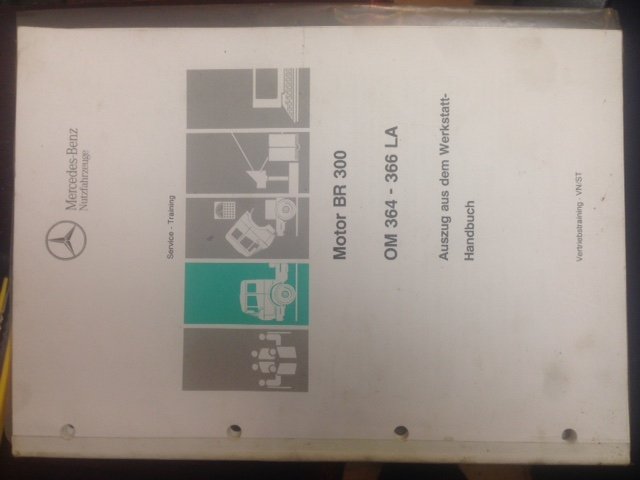 Mercedes-Benz
Nutzfahrzeuge
Service - Training
Motor BR 300
OM 364 - 366 LA
Auszug aus dem Werkstatt-
Handbuch
Vertriebstraining VN/ST